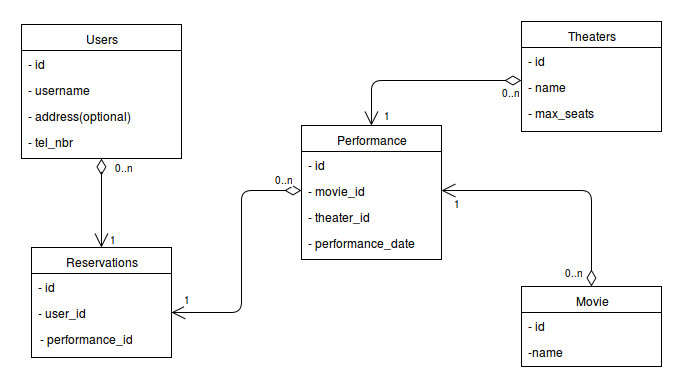 Users
- id
- username
- address(optional)
- tel_nbr
0..n
1
Reservations
- id
- user_id
- performance_id
1
0..n
Performance
- id
- movie_id
- theater_id
- performance_date
1
0..n
Theaters
- id
- name
- max_seats
1
0..n
Movie
- id
-name